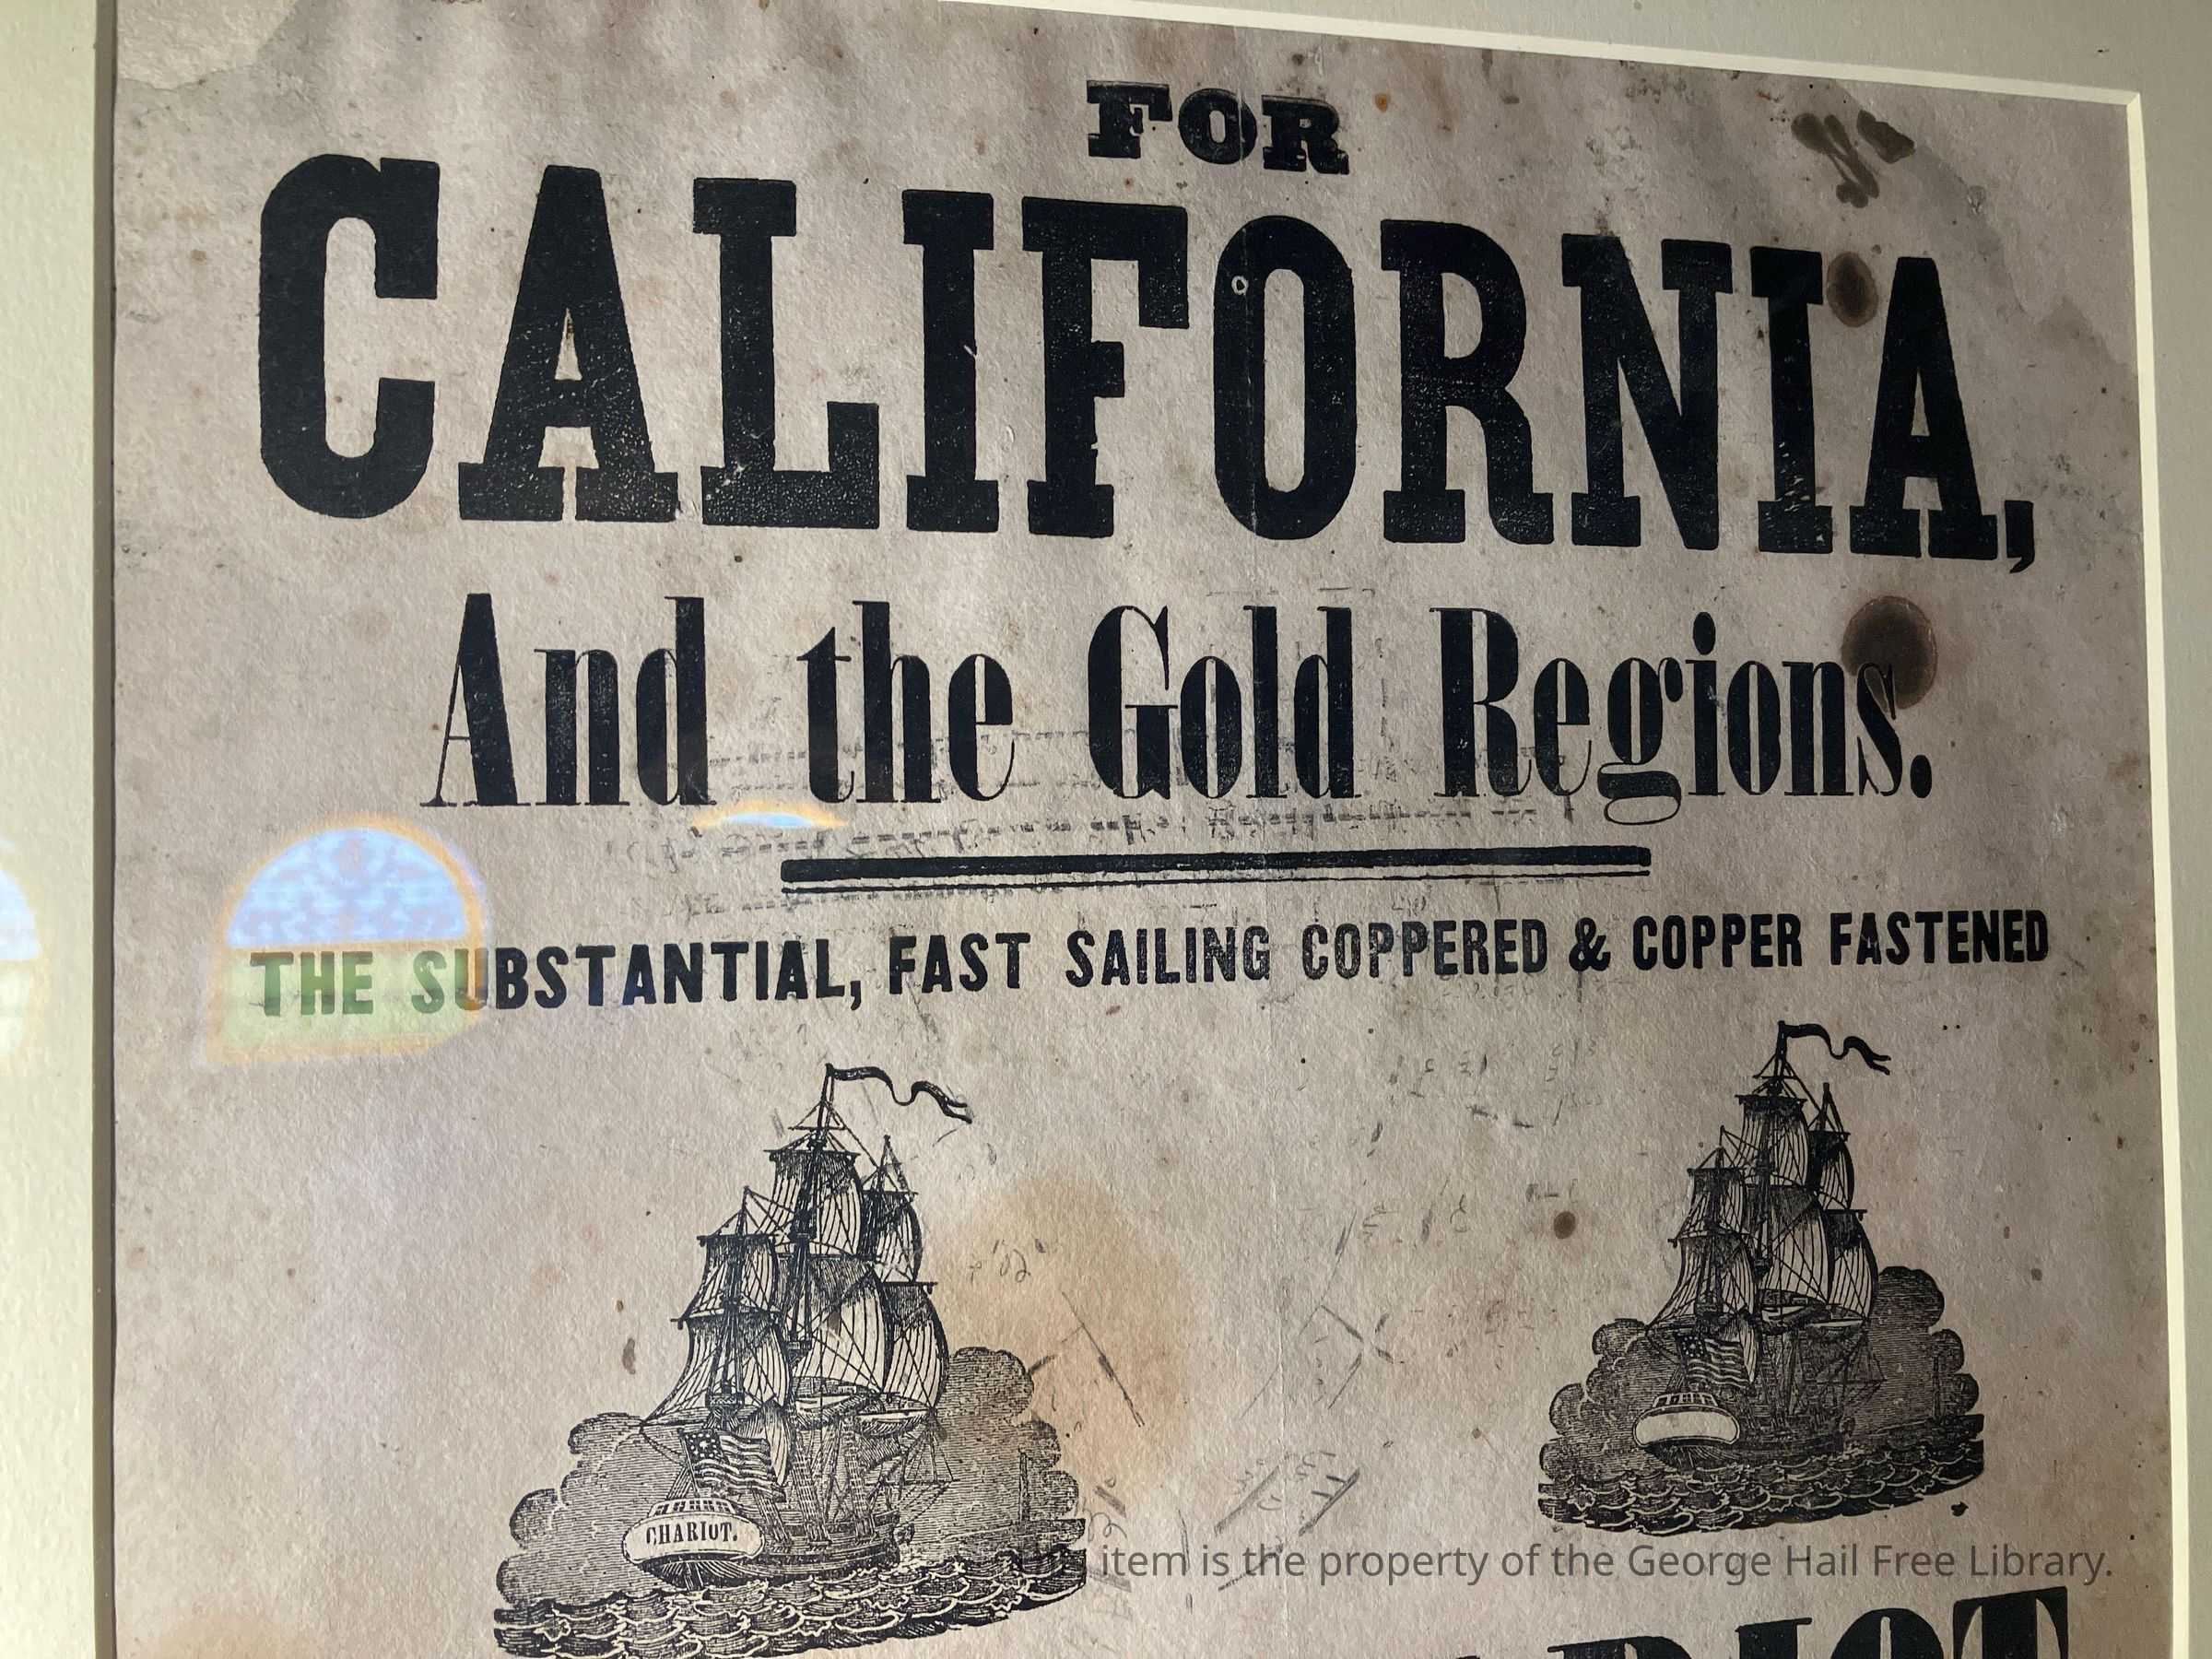 FOR
CALIFORNIA,
And the Gold Regions.
THE SUBSTANTIAL, FAST SAILING COPPERED & COPPER FASTENED
CHARIOT.
item is the property of the George Hail Free Library.